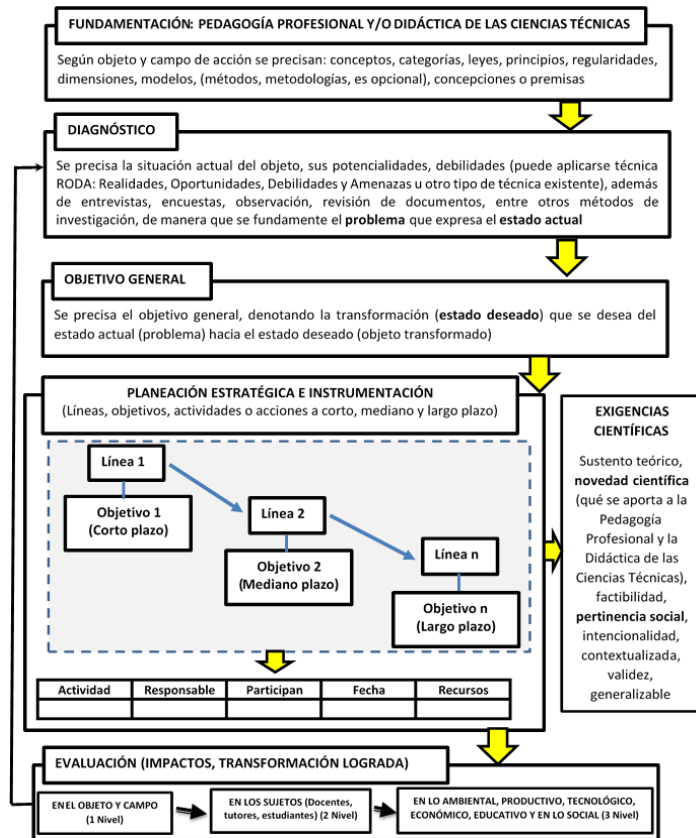 FUNDAMENTACIÓN: PEDAGOGÍA PROFESIONAL Y/O DIDÁCTICA DE LAS CIENCIAS TÉCNICAS
Según objeto y campo de acción se precisan: conceptos, categorías, leyes, principios, regularidades,
dimensiones, modelos, (métodos, metodologías, es opcional), concepciones o premisas
DIAGNÓSTICO
Se precisa la situación actual del objeto, sus potencialidades, debilidades (puede aplicarse técnica
RODA: Realidades, Oportunidades, Debilidades y Amenazas u otro tipo de técnica existente), además
de entrevistas, encuestas, observación, revisión de documentos, entre otros métodos de
investigación, de manera que se fundamente el problema que expresa el estado actual
OBJETIVO GENERAL
Se precisa el objetivo general, denotando la transformación (estado deseado) que se desea del
estado actual (problema) hacia el estado deseado (objeto transformado)
PLANEACIÓN ESTRATÉGICA E INSTRUMENTACIÓN
(Líneas, objetivos, actividades o acciones a corto, mediano y largo plazo)
Línea 1
Objetivo 1
(Corto plazo)
Línea 2
Objetivo 2
(Mediano plazo)
Línea n
Objetivo n
(Largo plazo)
Actividad Responsable Participan Fecha Recursos
EXIGENCIAS
CIENTÍFICAS
Sustento teórico,
novedad científica
(qué se aporta a la
Pedagogía
Profesional y la
Didáctica de las
Ciencias Técnicas),
factibilidad,
pertinencia social,
intencionalidad,
contextualizada,
validez,
generalizable
EVALUACIÓN (IMPACTOS, TRANSFORMACIÓN LOGRADA)
EN EL OBJETO Y CAMPO
(1 Nivel)
EN LOS SUJETOS (Docentes,
tutores, estudiantes) (2 Nivel)
EN LO AMBIENTAL, PRODUCTIVO, TECNOLÓGICO,
ECONÓMICO, EDUCATIVO Y EN LO SOCIAL (3 Nivel)